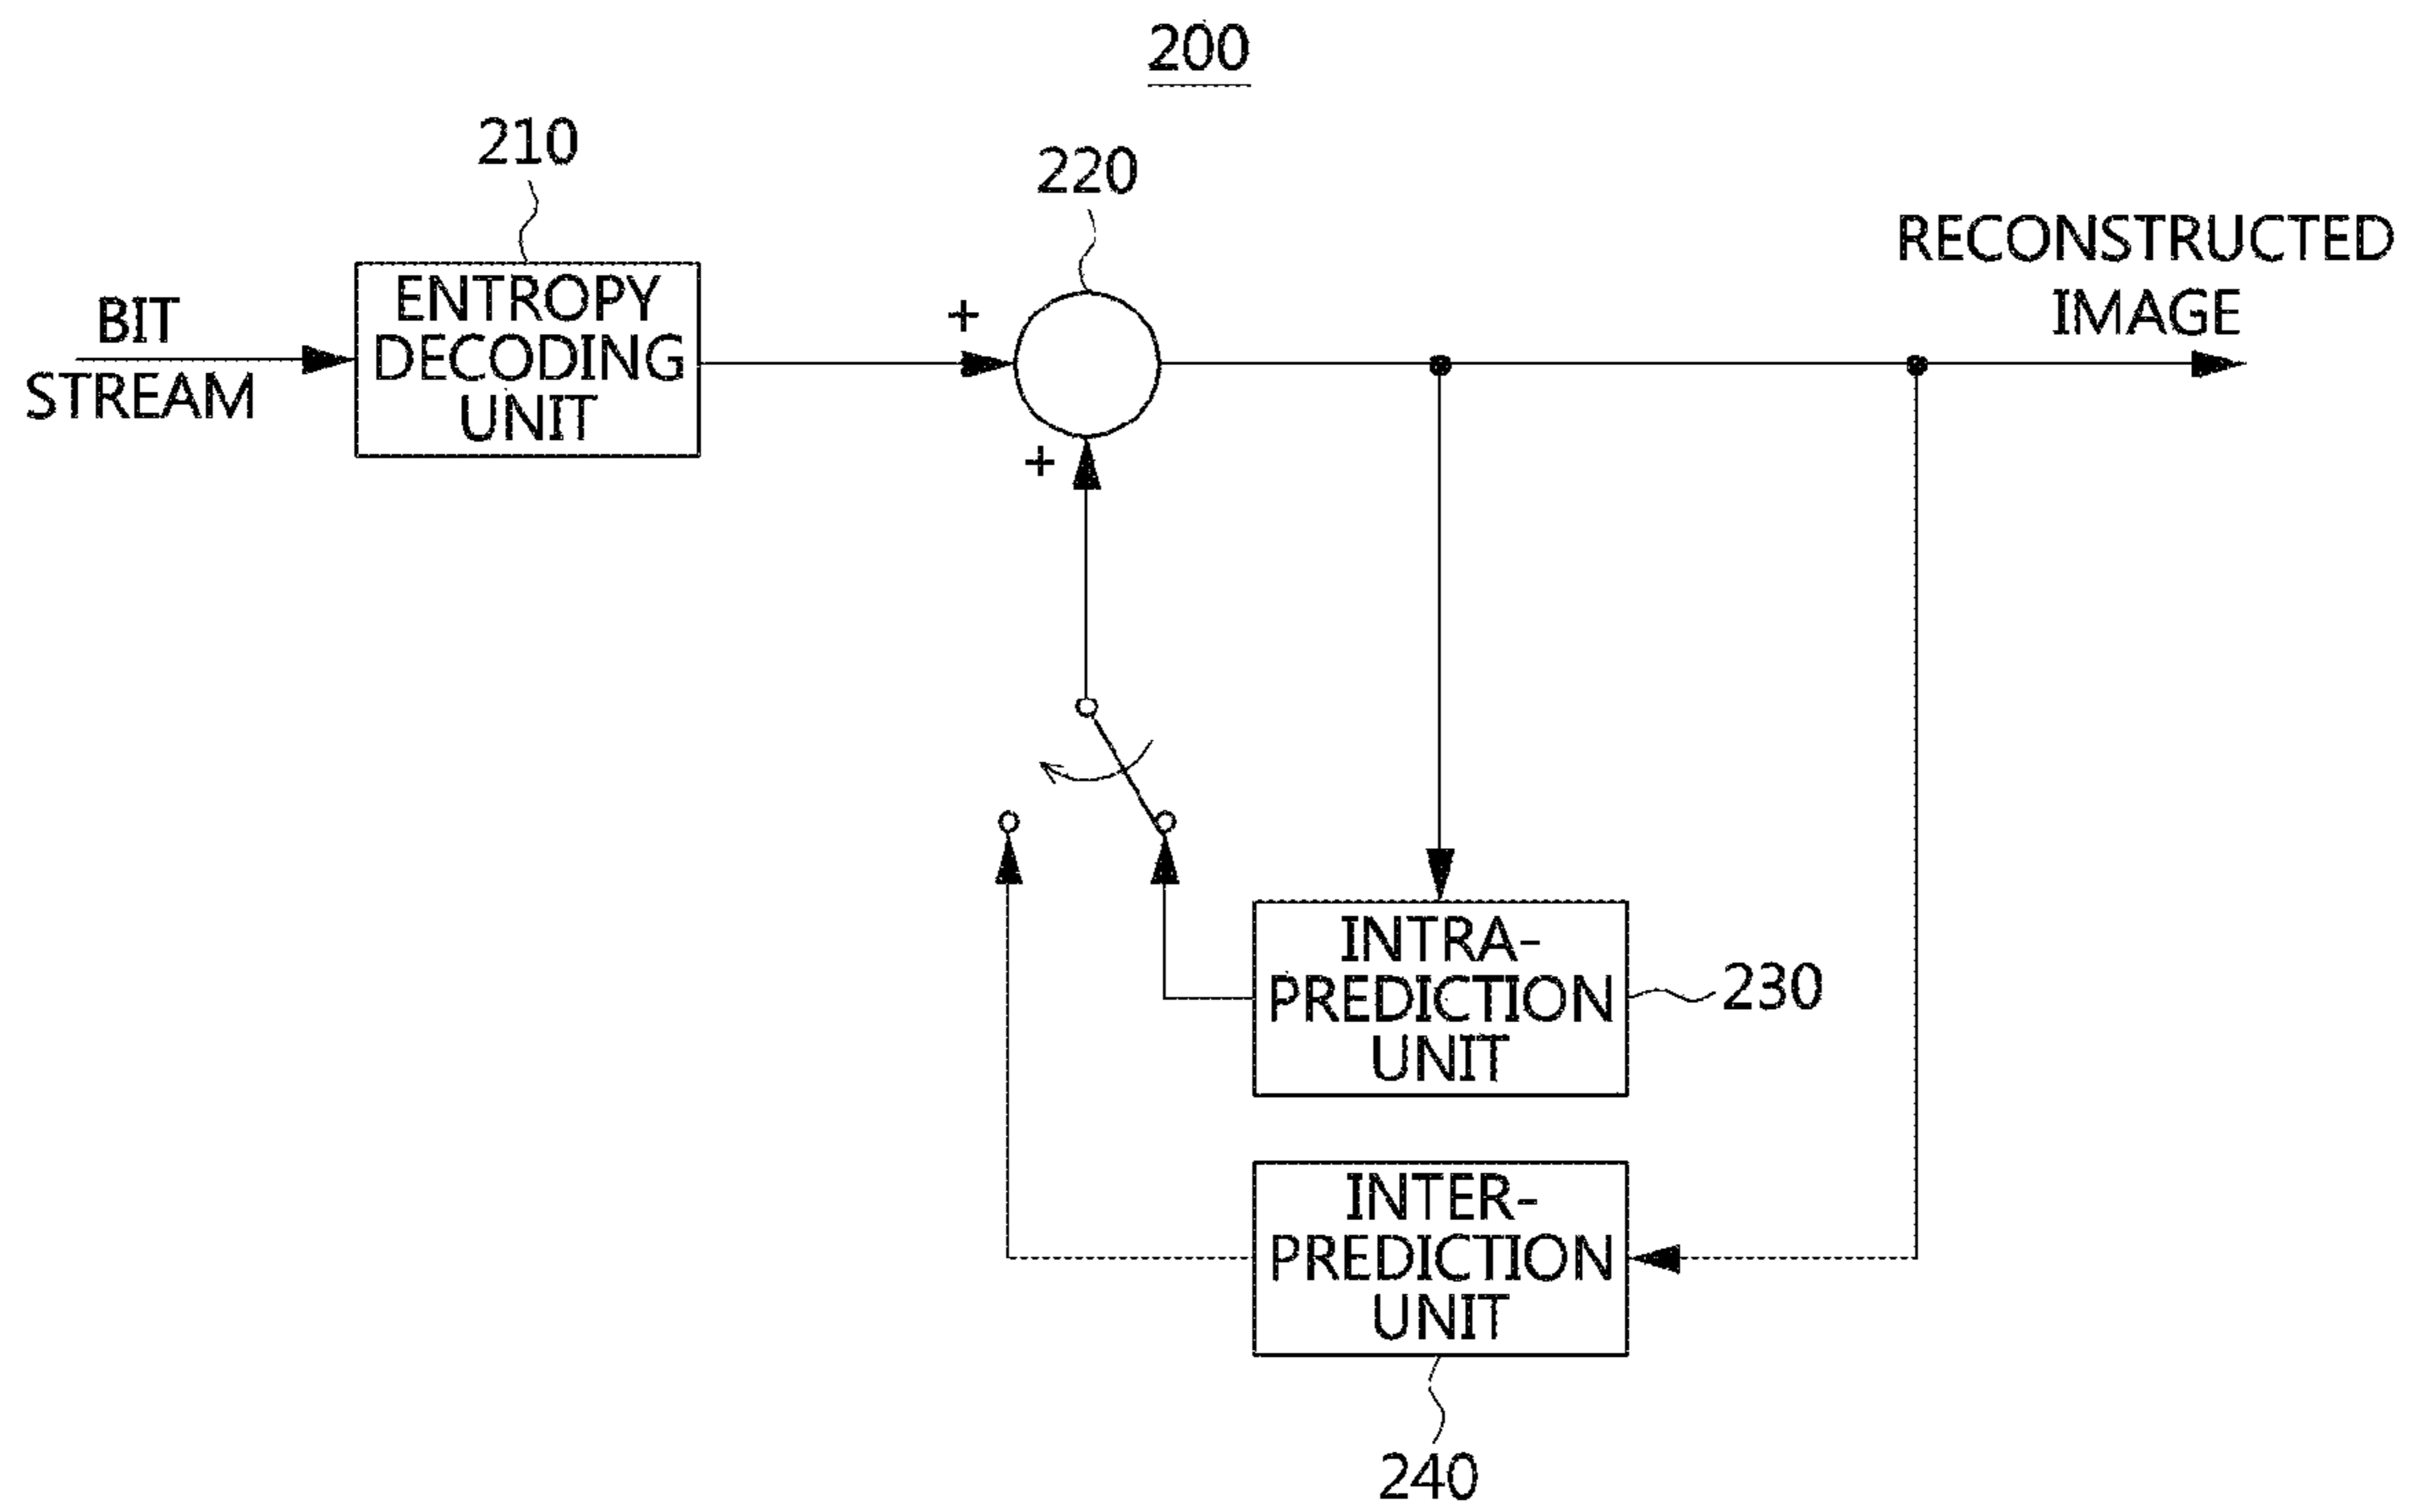 200
210
220
RECONSTRUCTED
IMAGE
BIT
STREAM
ENTROPY
DECODING
UNIT
+
+
INTRA-
PREDICTION
UNIT
230
INTER-
PREDICTION
UNIT
240